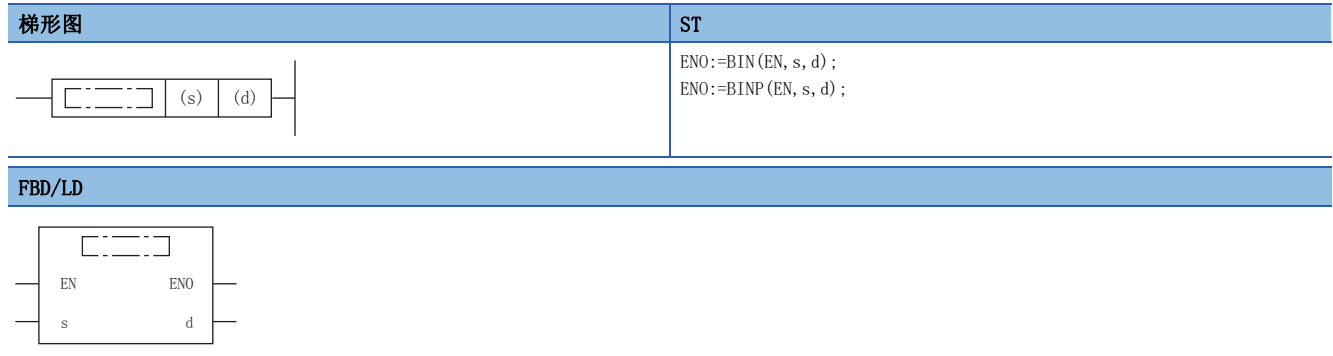 梯形图
ST
ENO:=BIN(EN,s,d);
ENO:=BINP(EN,s,d);
(s) (d)
FBD/LD
EN ENO
s d